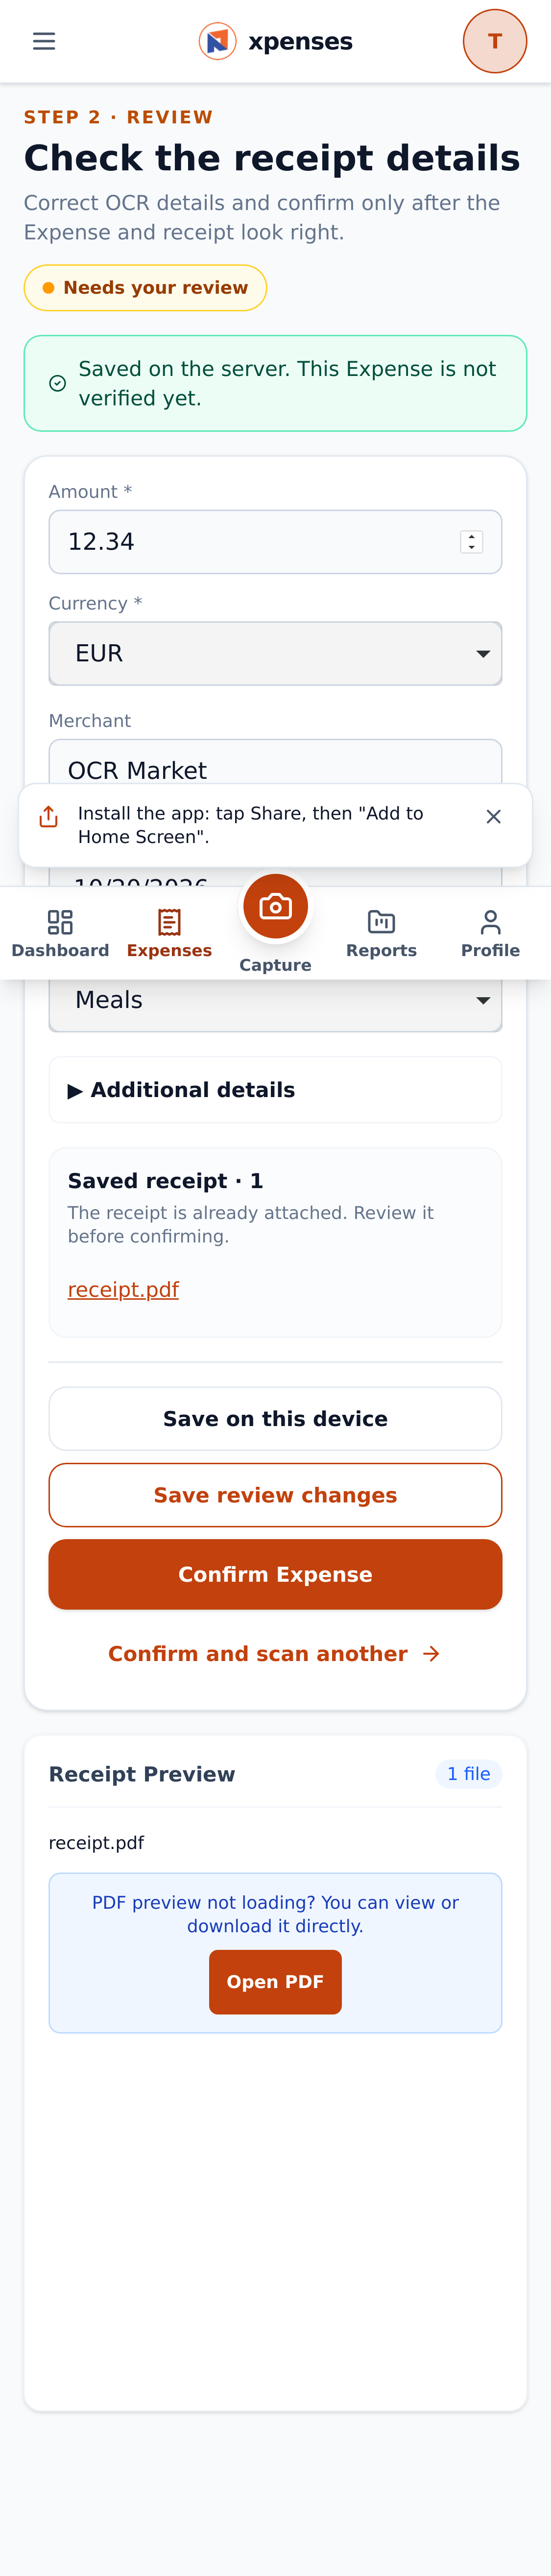 xpenses
T
STEP 2 · REVIEW
Check the receipt details
Correct OCR details and confirm only after the
Expense and receipt look right.
Needs your review
Saved on the server. This Expense is not
verified yet.
Amount *
12.34
Currency *
EUR
Merchant
OCR Market
Install the app: tap Share, then "Add to
Home Screen".
10/20/2026
Dashboard
Expenses
Capture
Reports
Profile
Meals
▶ Additional details
Saved receipt · 1
The receipt is already attached. Review it
before confirming.
receipt.pdf
Save on this device
Save review changes
Confirm Expense
Confirm and scan another →
Receipt Preview
1 file
receipt.pdf
PDF preview not loading? You can view or
download it directly.
Open PDF